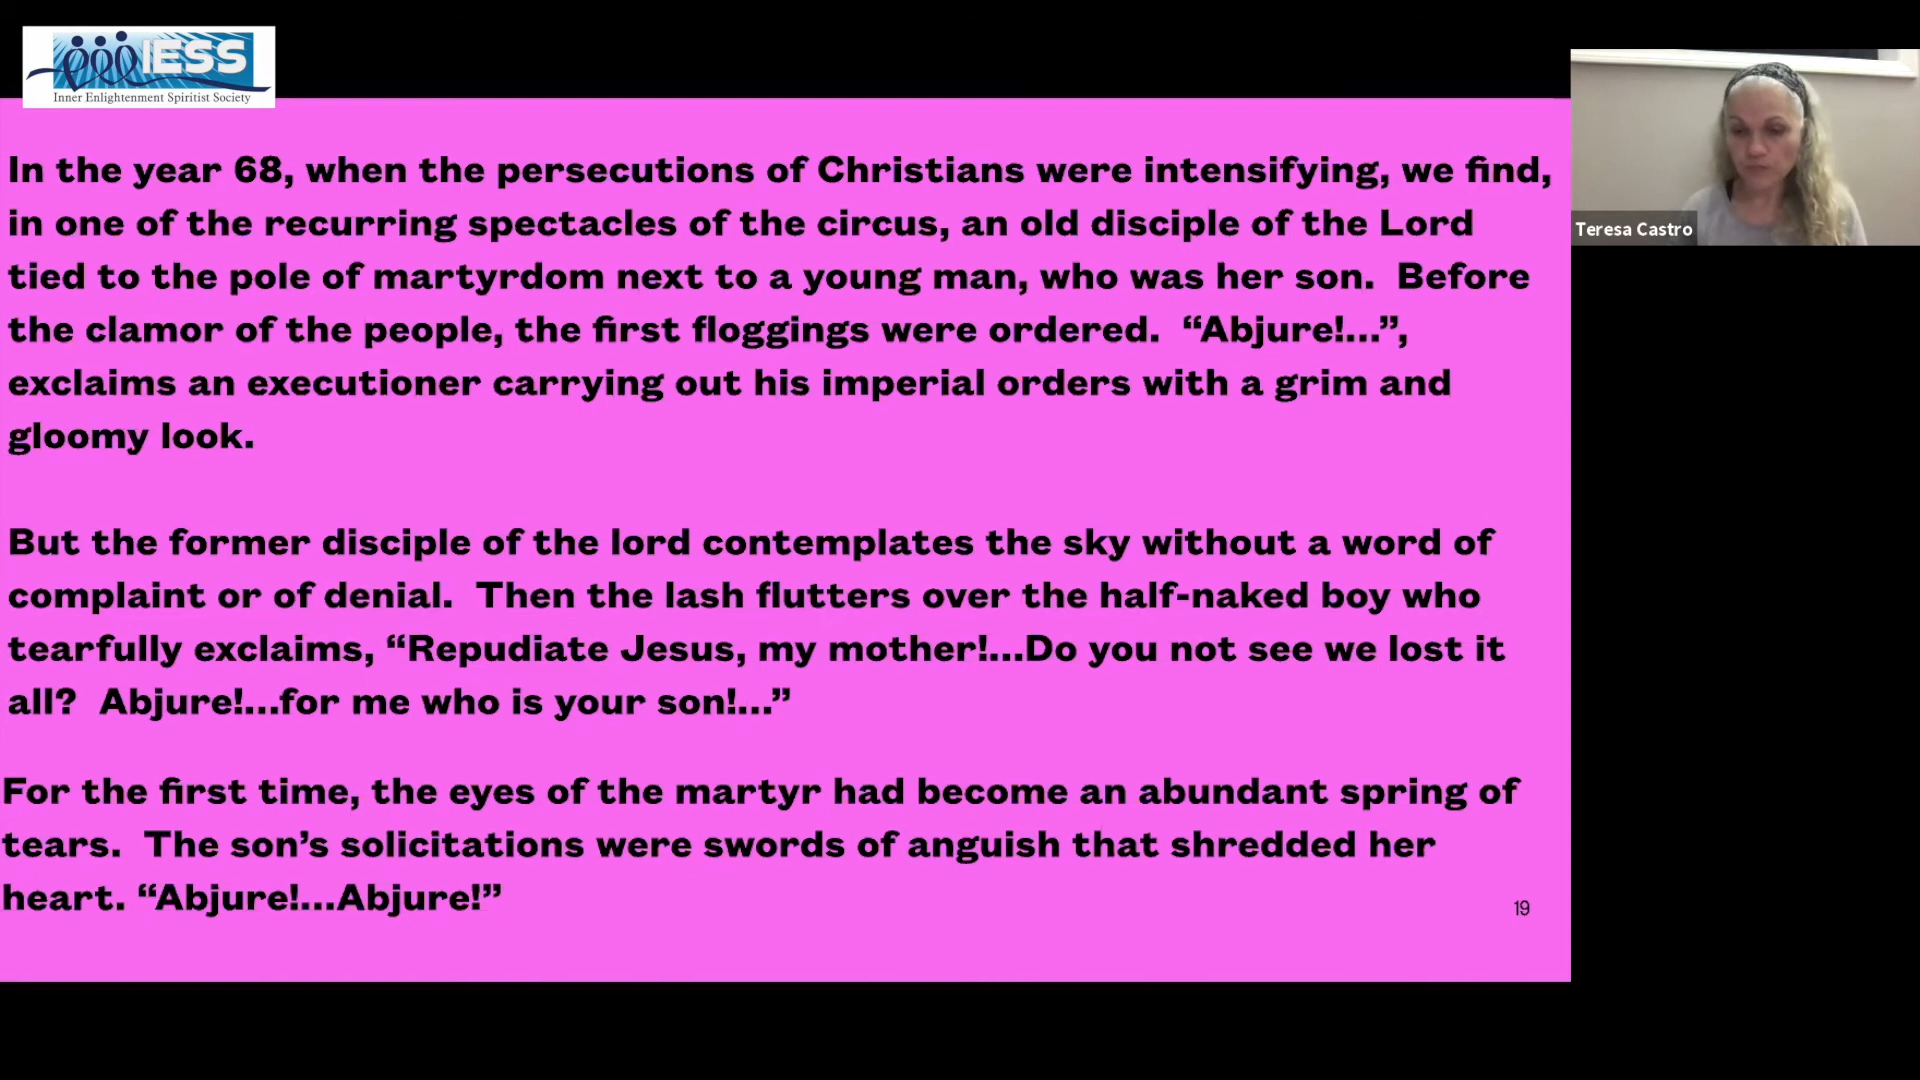 IESS
Inner Enlightenment Spiritist Society
In the year 68, when the persecutions of Christians were intensifying, we find,
in one of the recurring spectacles of the circus, an old disciple of the Lord
tied to the pole of martyrdom next to a young man, who was her son.  Before
the clamor of the people, the first floggings were ordered.  “Abjure!...”,
exclaims an executioner carrying out his imperial orders with a grim and
gloomy look.
But the former disciple of the lord contemplates the sky without a word of
complaint or of denial.  Then the lash flutters over the half-naked boy who
tearfully exclaims, “Repudiate Jesus, my mother!...Do you not see we lost it
all?  Abjure!...for me who is your son!...”
For the first time, the eyes of the martyr had become an abundant spring of
tears.  The son’s solicitations were swords of anguish that shredded her
heart. “Abjure!...Abjure!”
19
Teresa Castro